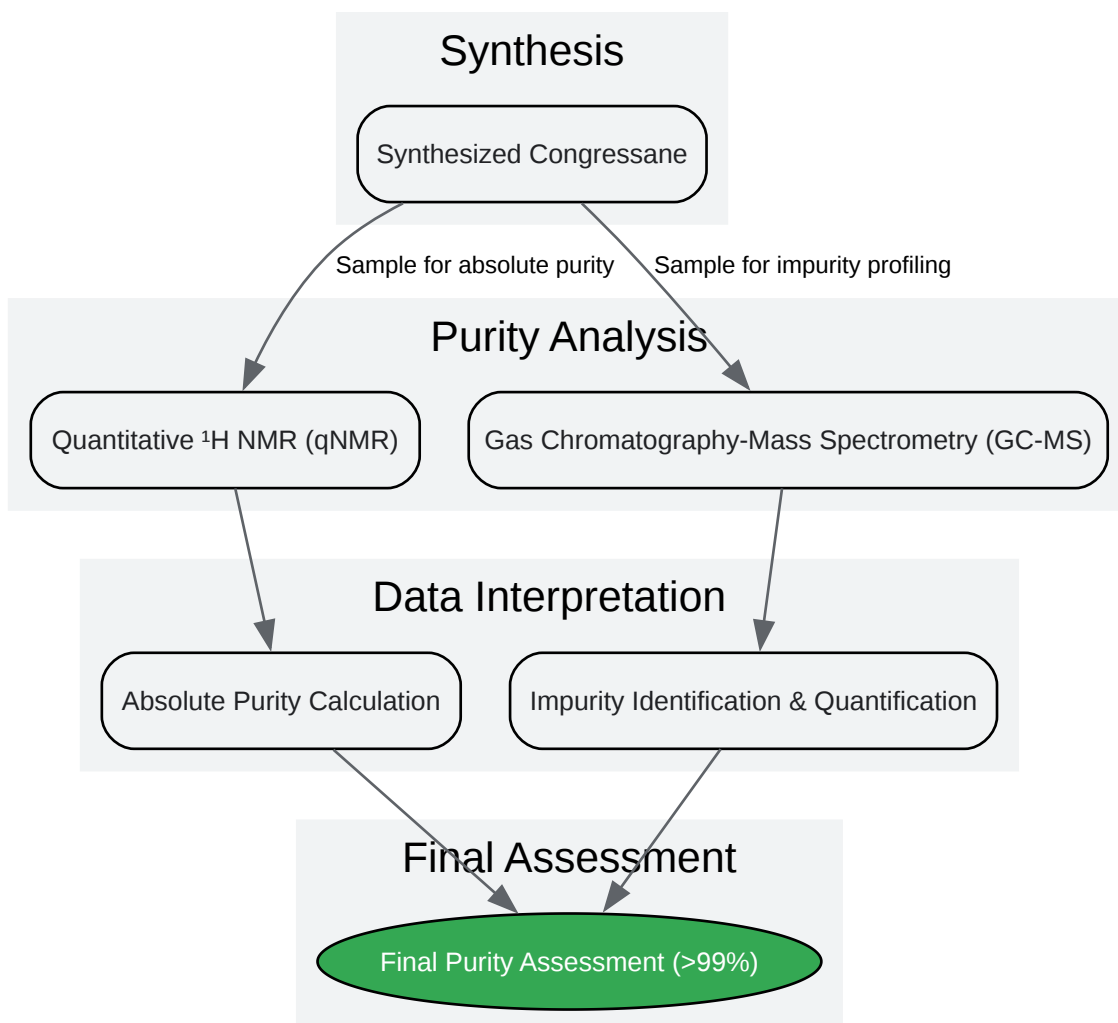 Synthesis
Synthesized Congressane
Sample for absolute purity
Sample for impurity profiling
Purity Analysis
Quantitative ¹H NMR (qNMR)
Gas Chromatography-Mass Spectrometry (GC-MS)
Data Interpretation
Absolute Purity Calculation
Impurity Identification & Quantification
Final Assessment
Final Purity Assessment (>99%)